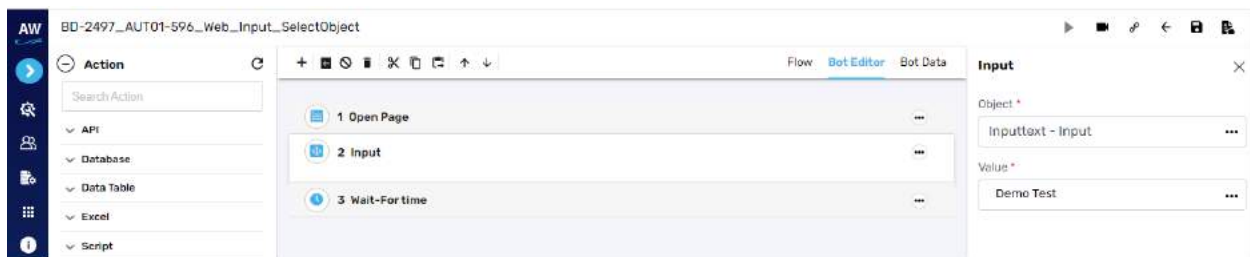 AW
BD-2497_AUT01-596_Web_Input_SelectObject
Action
Search Action
API
Database
Data Table
Excel
Script
Flow Bot Editor Bot Data
1 Open Page
2 Input
3 Wait-For time
Input
Object *
Inputtext - Input
Value *
Demo Test